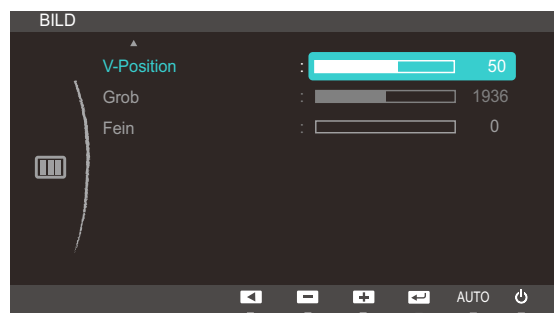 BILD
V-Position : 50
Grob : 1936
Fein : 0
AUTO